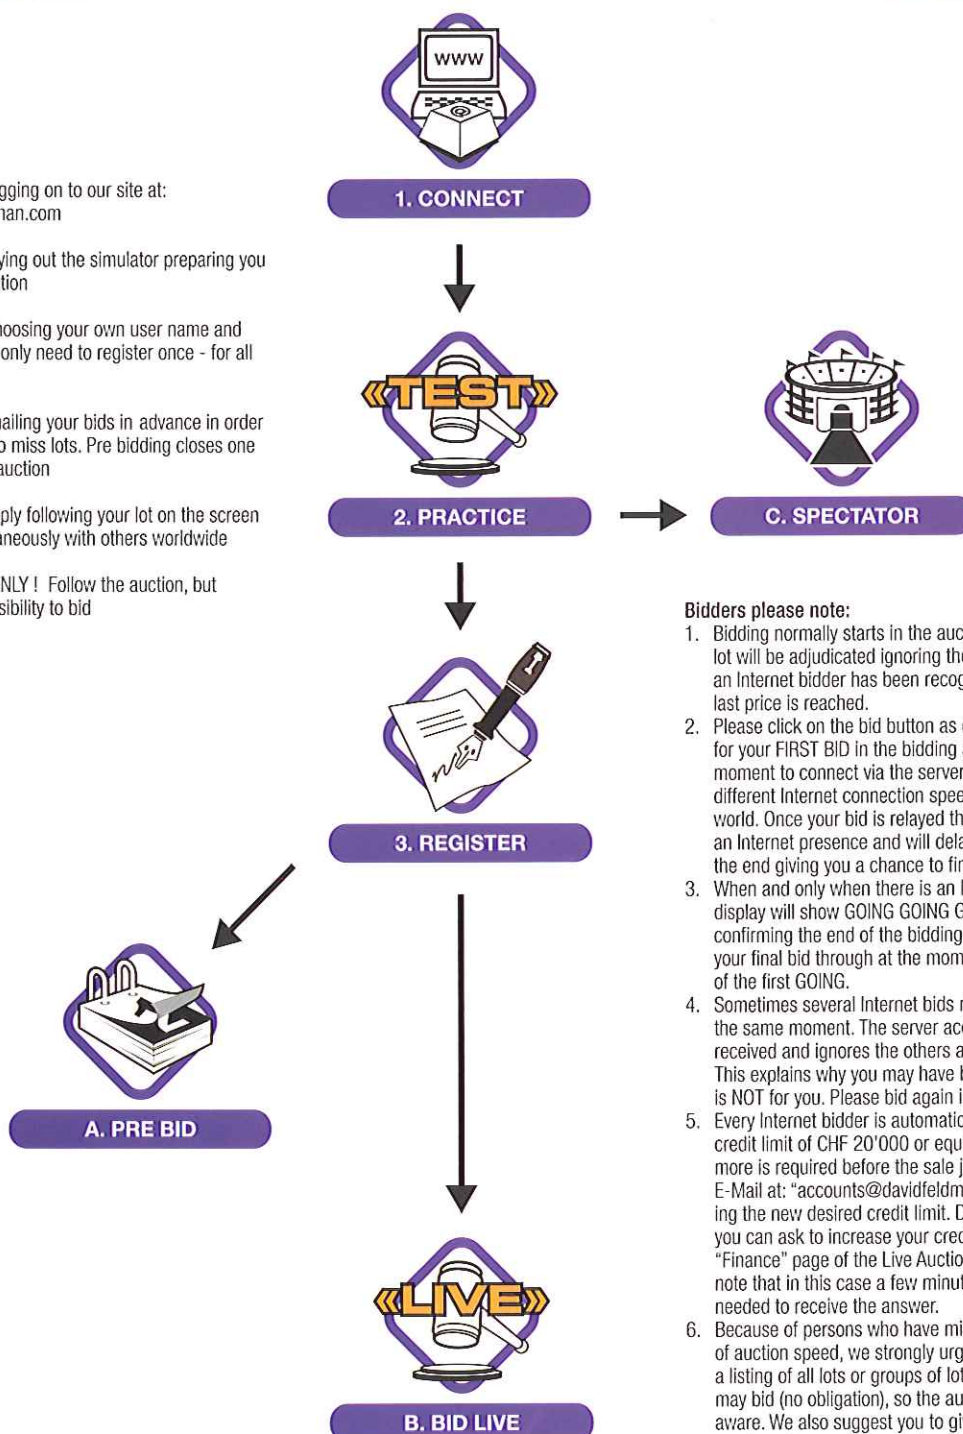 WWW
@
1. CONNECT
gging on to our site at:
nan.com
ying out the simulator preparing you
tion
hoosing your own user name and
only need to register once - for all
nailing your bids in advance in order
o miss lots. Pre bidding closes one
auction
ply following your lot on the screen
aneously with others worldwide
NLY ! Follow the auction, but
sibility to bid
«TEST»
2. PRACTICE
C. SPECTATOR
3. REGISTER
A. PRE BID
«LIVE»
B. BID LIVE
Bidders please note:
1. Bidding normally starts in the auc
lot will be adjudicated ignoring the
an Internet bidder has been recog
last price is reached.
2. Please click on the bid button as
for your FIRST BID in the bidding
moment to connect via the server
different Internet connection spee
world. Once your bid is relayed th
an Internet presence and will dela
the end giving you a chance to fin
3. When and only when there is an I
display will show GOING GOING G
confirming the end of the bidding
your final bid through at the mom
of the first GOING.
4. Sometimes several Internet bids
the same moment. The server acc
received and ignores the others a
This explains why you may have b
is NOT for you. Please bid again i
5. Every Internet bidder is automatic
credit limit of CHF 20'000 or equ
more is required before the sale j
E-Mail at: "accounts@davidfeldm
ing the new desired credit limit. D
you can ask to increase your cred
"Finance" page of the Live Auctio
note that in this case a few minut
needed to receive the answer.
6. Because of persons who have mi
of auction speed, we strongly urg
a listing of all lots or groups of lot
may bid (no obligation), so the au
aware. We also suggest you to gi